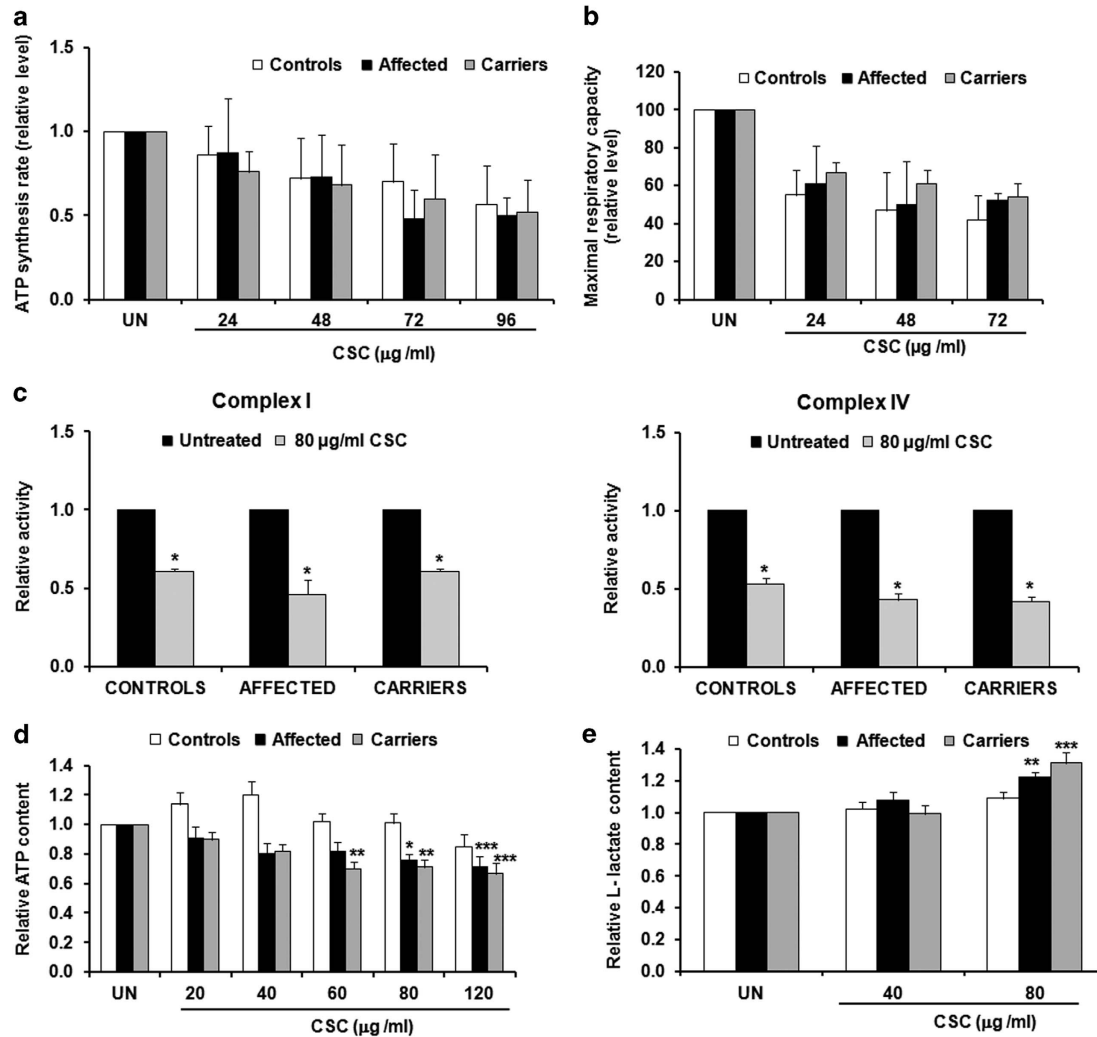 a
ATP synthesis rate (relative level)
Controls Affected Carriers
1.5
1.0
0.5
0.0
UN 24 48 72 96
CSC (µg /ml)
b
Maximal respiratory capacity
(relative level)
Controls Affected Carriers
120
100
80
60
40
20
0
UN 24 48 72
CSC (µg /ml)
c
Complex I
Relative activity
Untreated 80 µg/ml CSC
1.5
1.0
0.5
0.0
* * *
CONTROLS AFFECTED CARRIERS
Complex IV
Relative activity
Untreated 80 µg/ml CSC
1.5
1.0
0.5
0.0
* * *
CONTROLS AFFECTED CARRIERS
d
Relative ATP content
Controls Affected Carriers
1.4
1.2
1.0
0.8
0.6
0.4
0.2
0.0
** * ** *** ***
UN 20 40 60 80 120
CSC (µg /ml)
e
Relative L- lactate content
Controls Affected Carriers
1.4
1.2
1.0
0.8
0.6
0.4
0.2
0.0
** ***
UN 40 80
CSC (µg /ml)